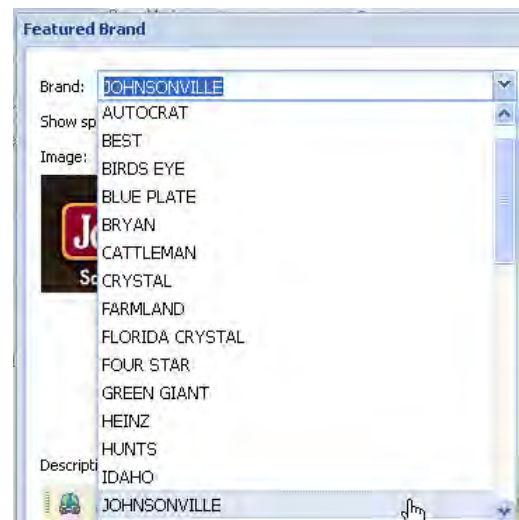 Featured Brand
Brand: JOHNSONVILLE
Show sp
AUTOCRAT
BEST
Image:
BIRDS EYE
BLUE PLATE
BRYAN
CATTLEMAN
CRYSTAL
FARMLAND
FLORIDA CRYSTAL
FOUR STAR
GREEN GIANT
HEINZ
HUNTS
Descripti
IDAHO
JOHNSONVILLE